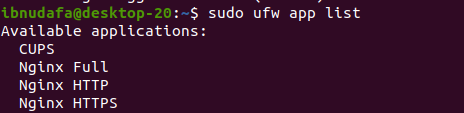 ibnudafa@desktop-20:~$ sudo ufw app list
Available applications:
  CUPS
  Nginx Full
  Nginx HTTP
  Nginx HTTPS